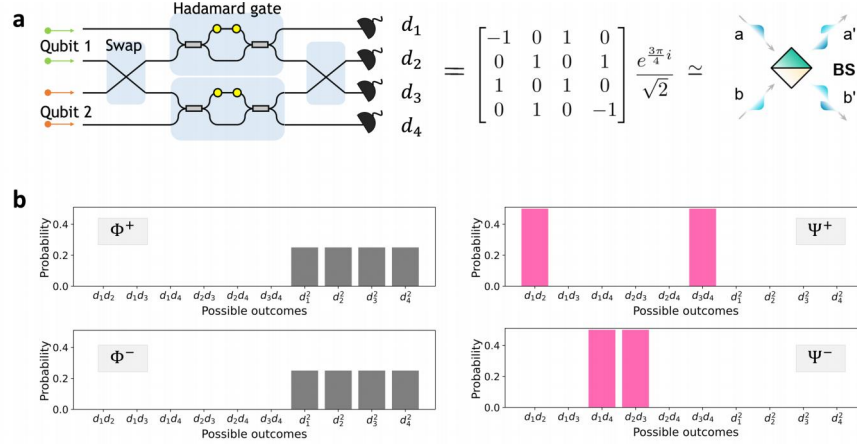 a
Hadamard gate
Qubit 1
Swap
Qubit 2
d₁
d₂
d₃
d₄
=
−1 0 1 0
0 1 0 1
1 0 1 0
0 1 0 −1
e^{3π/4 i}
√2
≃
a a'
BS
b b'
b
Probability
0.4
0.2
0.0
Φ⁺
d₁d₂ d₁d₃ d₁d₄ d₂d₃ d₂d₄ d₃d₄ d₁² d₂² d₃² d₄²
Possible outcomes
Probability
0.4
0.2
0.0
Ψ⁺
d₁d₂ d₁d₃ d₁d₄ d₂d₃ d₂d₄ d₃d₄ d₁² d₂² d₃² d₄²
Possible outcomes
Probability
0.4
0.2
0.0
Φ⁻
d₁d₂ d₁d₃ d₁d₄ d₂d₃ d₂d₄ d₃d₄ d₁² d₂² d₃² d₄²
Possible outcomes
Probability
0.4
0.2
0.0
Ψ⁻
d₁d₂ d₁d₃ d₁d₄ d₂d₃ d₂d₄ d₃d₄ d₁² d₂² d₃² d₄²
Possible outcomes